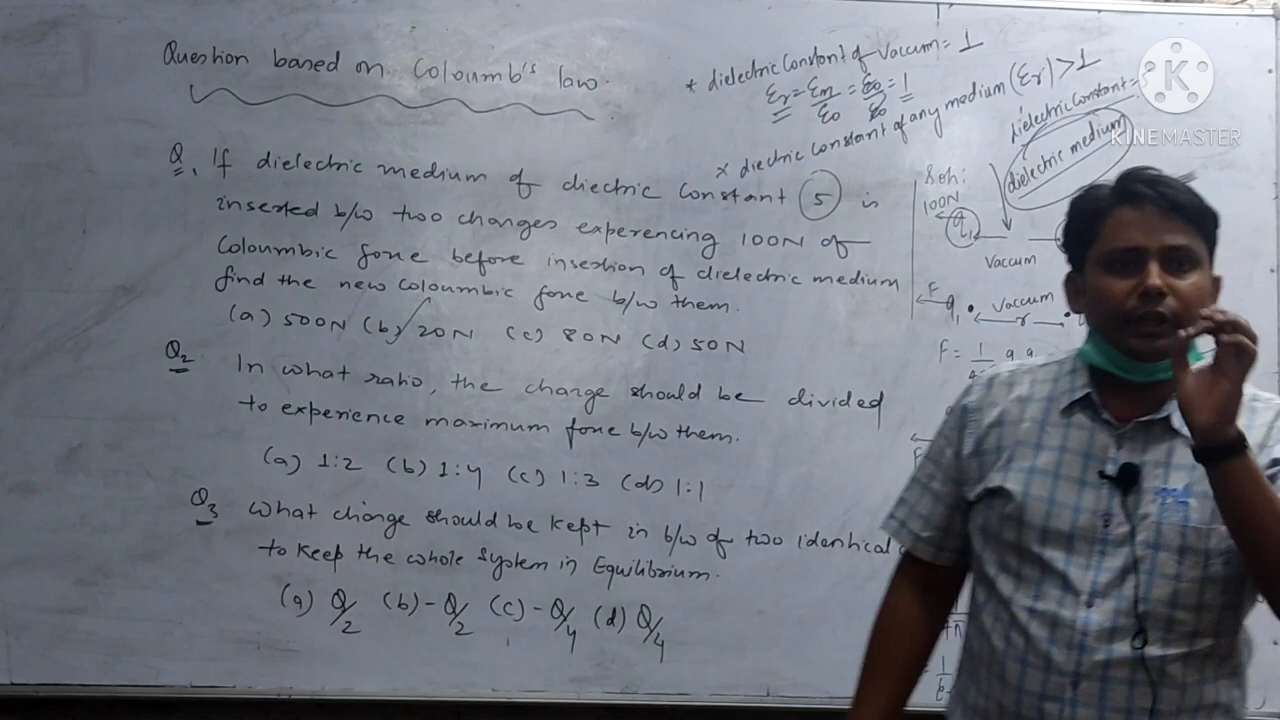 Question based on Coloumb's law.
* dielectric constant of vaccum = 1
εr = εm/ε0 = ε0/ε0 = 1
* diectric constant of any medium (εr) > 1
dielectric constant =
dielectric medium
K
KINEMASTER
Q1 If dielectric medium of diectric constant 5 is
inserted b/w two charges experencing 100N of
Coloumbic force before insertion of dielectric medium
find the new coloumbic force b/w them.
(a) 500N (b) 20N (c) 80N (d) 50N
Q2 In what ratio, the charge should be divided
to experience maximum force b/w them.
(a) 1:2 (b) 1:4 (c) 1:3 (d) 1:1
Q3 What charge should be kept in b/w of two identical
to keep the whole system in Equilibrium.
(a) Q/2 (b) -Q/2 (c) -Q/4 (d) Q/4
Soln:
100N
q1
Vaccum
F
q1 Vaccum
r
F = 1